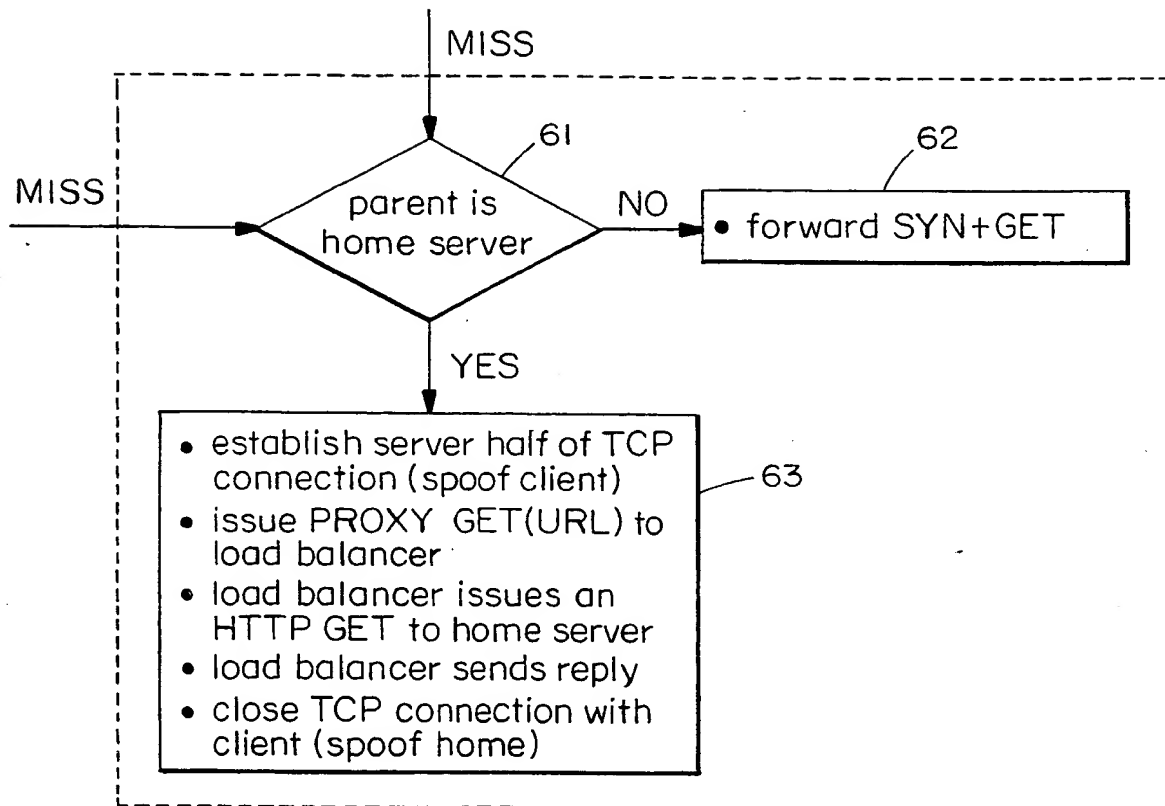 MISS
61
62
MISS
parent is
home server
NO
• forward SYN+GET
YES
• establish server half of TCP
connection (spoof client)
• issue PROXY GET(URL) to
load balancer
• load balancer issues an
HTTP GET to home server
• load balancer sends reply
• close TCP connection with
client (spoof home)
63